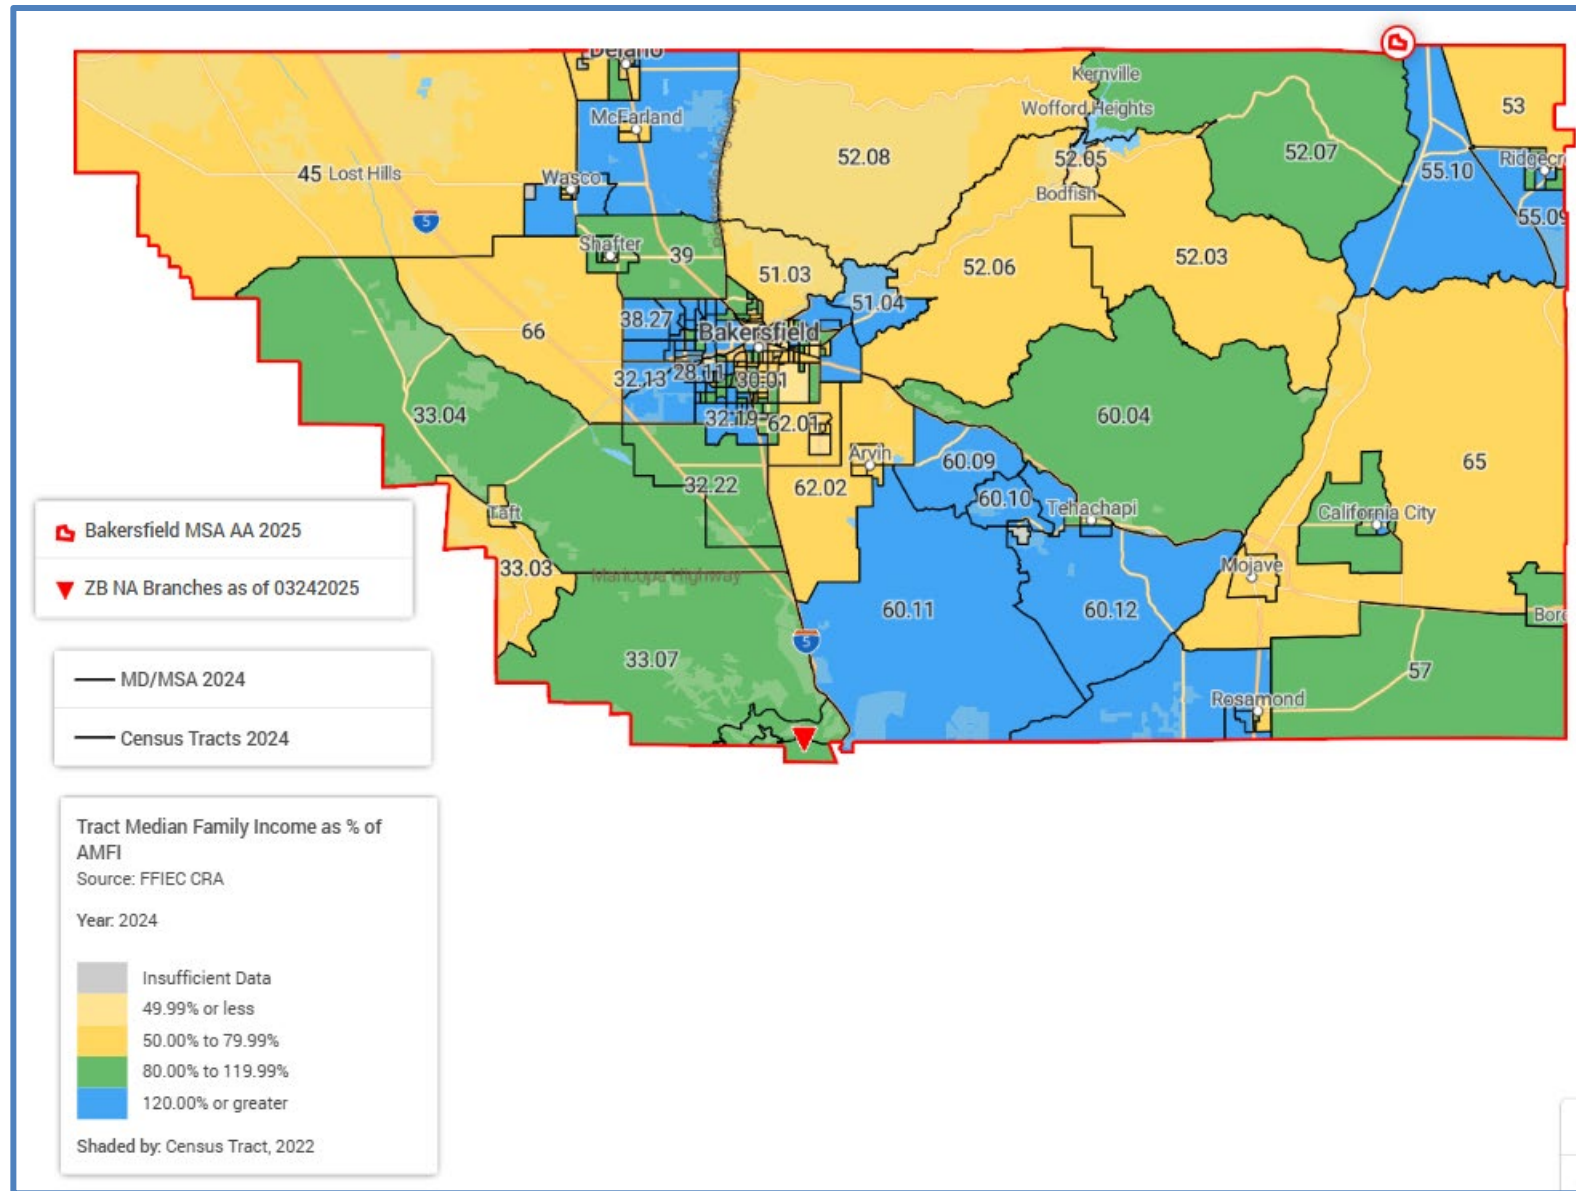 Delano
Kernville
McFarland
Wofford Heights
53
52.08
52.05
52.07
Ridgecr
45 Lost Hills
Wasco
Bodfish
55.10
5
55.09
Shafter
39
51.03
52.06
52.03
51.04
38.27
66
Bakersfield
32.13
28.11
30.01
33.04
32.19
62.01
60.04
Arvin
60.09
65
32.22
62.02
60.10
Taft
Tehachapi
California City
33.03
Maricopa Highway
Mojave
60.11
60.12
Bore
5
33.07
57
Rosamond
Bakersfield MSA AA 2025
ZB NA Branches as of 03242025
MD/MSA 2024
Census Tracts 2024
Tract Median Family Income as % of
AMFI
Source: FFIEC CRA
Year: 2024
Insufficient Data
49.99% or less
50.00% to 79.99%
80.00% to 119.99%
120.00% or greater
Shaded by: Census Tract, 2022